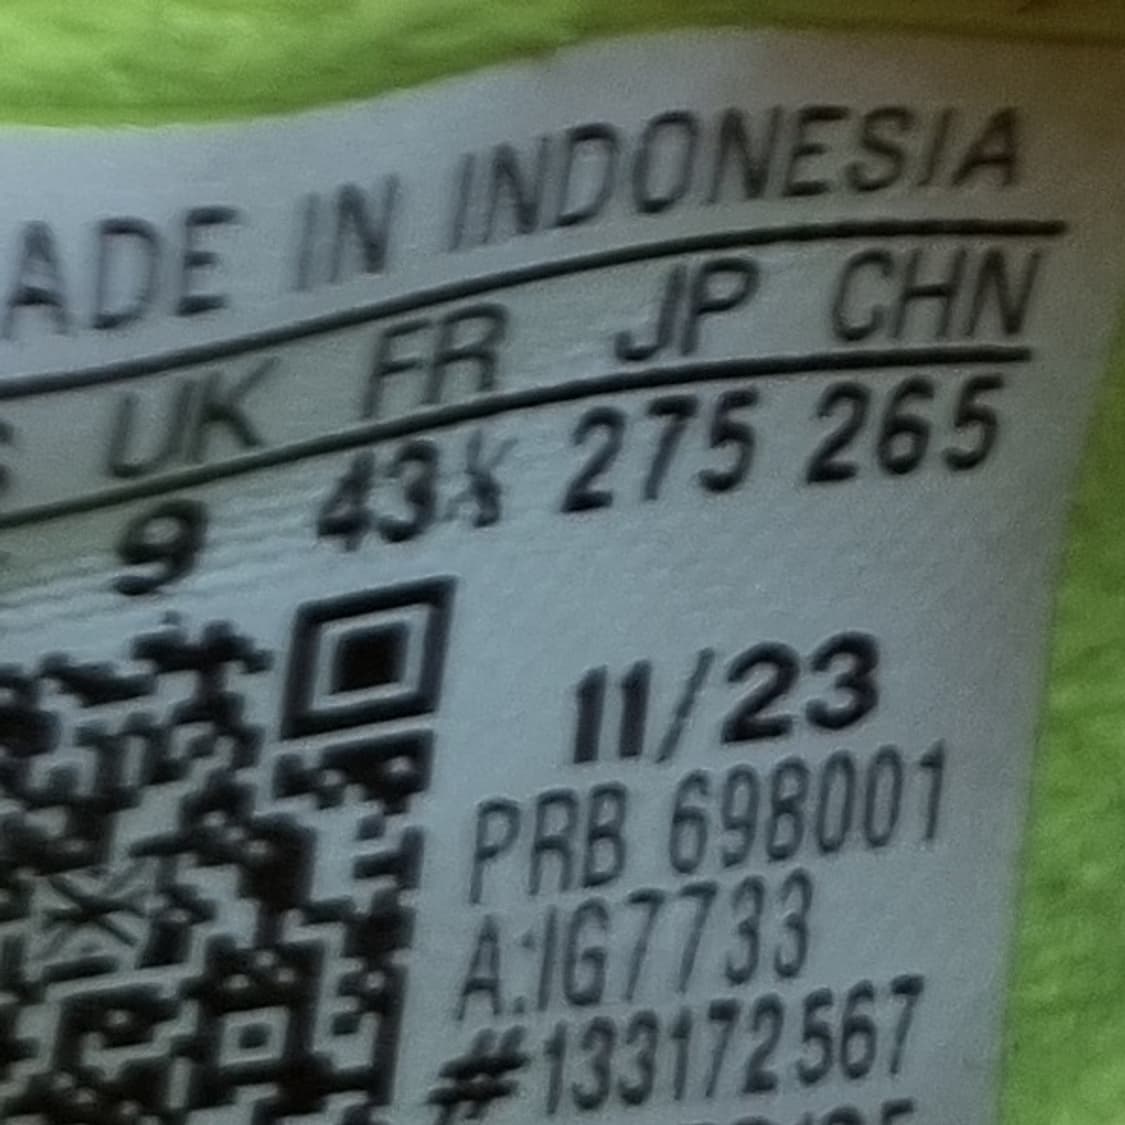 ADE IN INDONESIA
UK FR JP CHN
9 43⅓ 275 265
11/23
PRB 698001
A:IG7733
#133172567